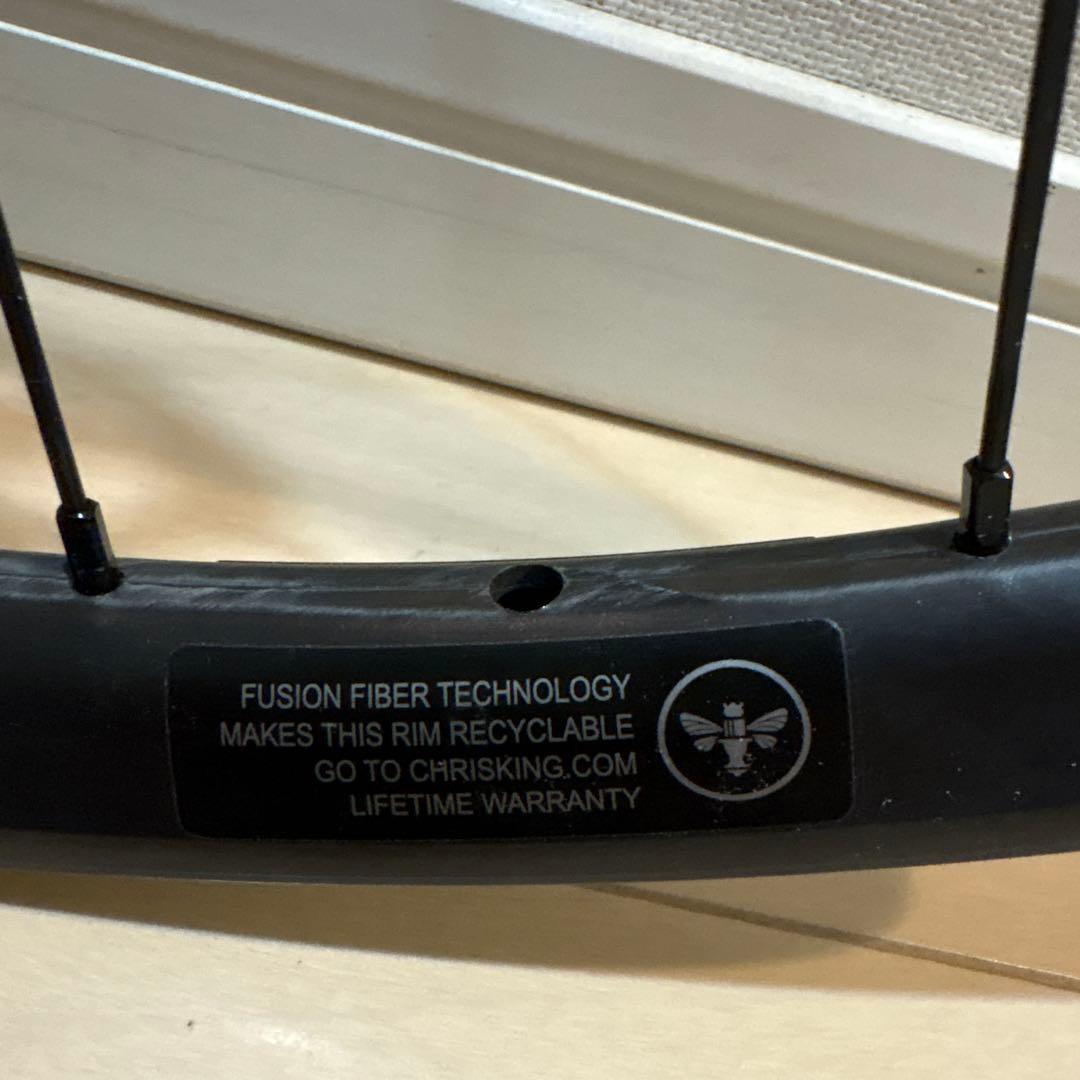 FUSION FIBER TECHNOLOGY
MAKES THIS RIM RECYCLABLE
GO TO CHRISKING.COM
LIFETIME WARRANTY